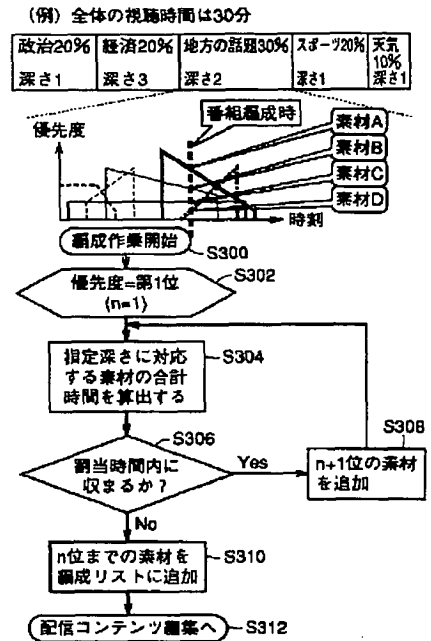 （例）全体の視聴時間は30分
政治20% 経済20% 地方の話題30% スポーツ20% 天気
10%
深さ1 深さ3 深さ2 深さ1 深さ1
優先度
番組編成時
素材A
素材B
素材C
素材D
時刻
編成作業開始 S300
優先度=第1位 S302
(n=1)
指定深さに対応 S304
する素材の合計
時間を算出する
割当時間内に S306
収まるか？
Yes
n+1位の素材 S308
を追加
No
n位までの素材を S310
編成リストに追加
配信コンテンツ編集へ S312